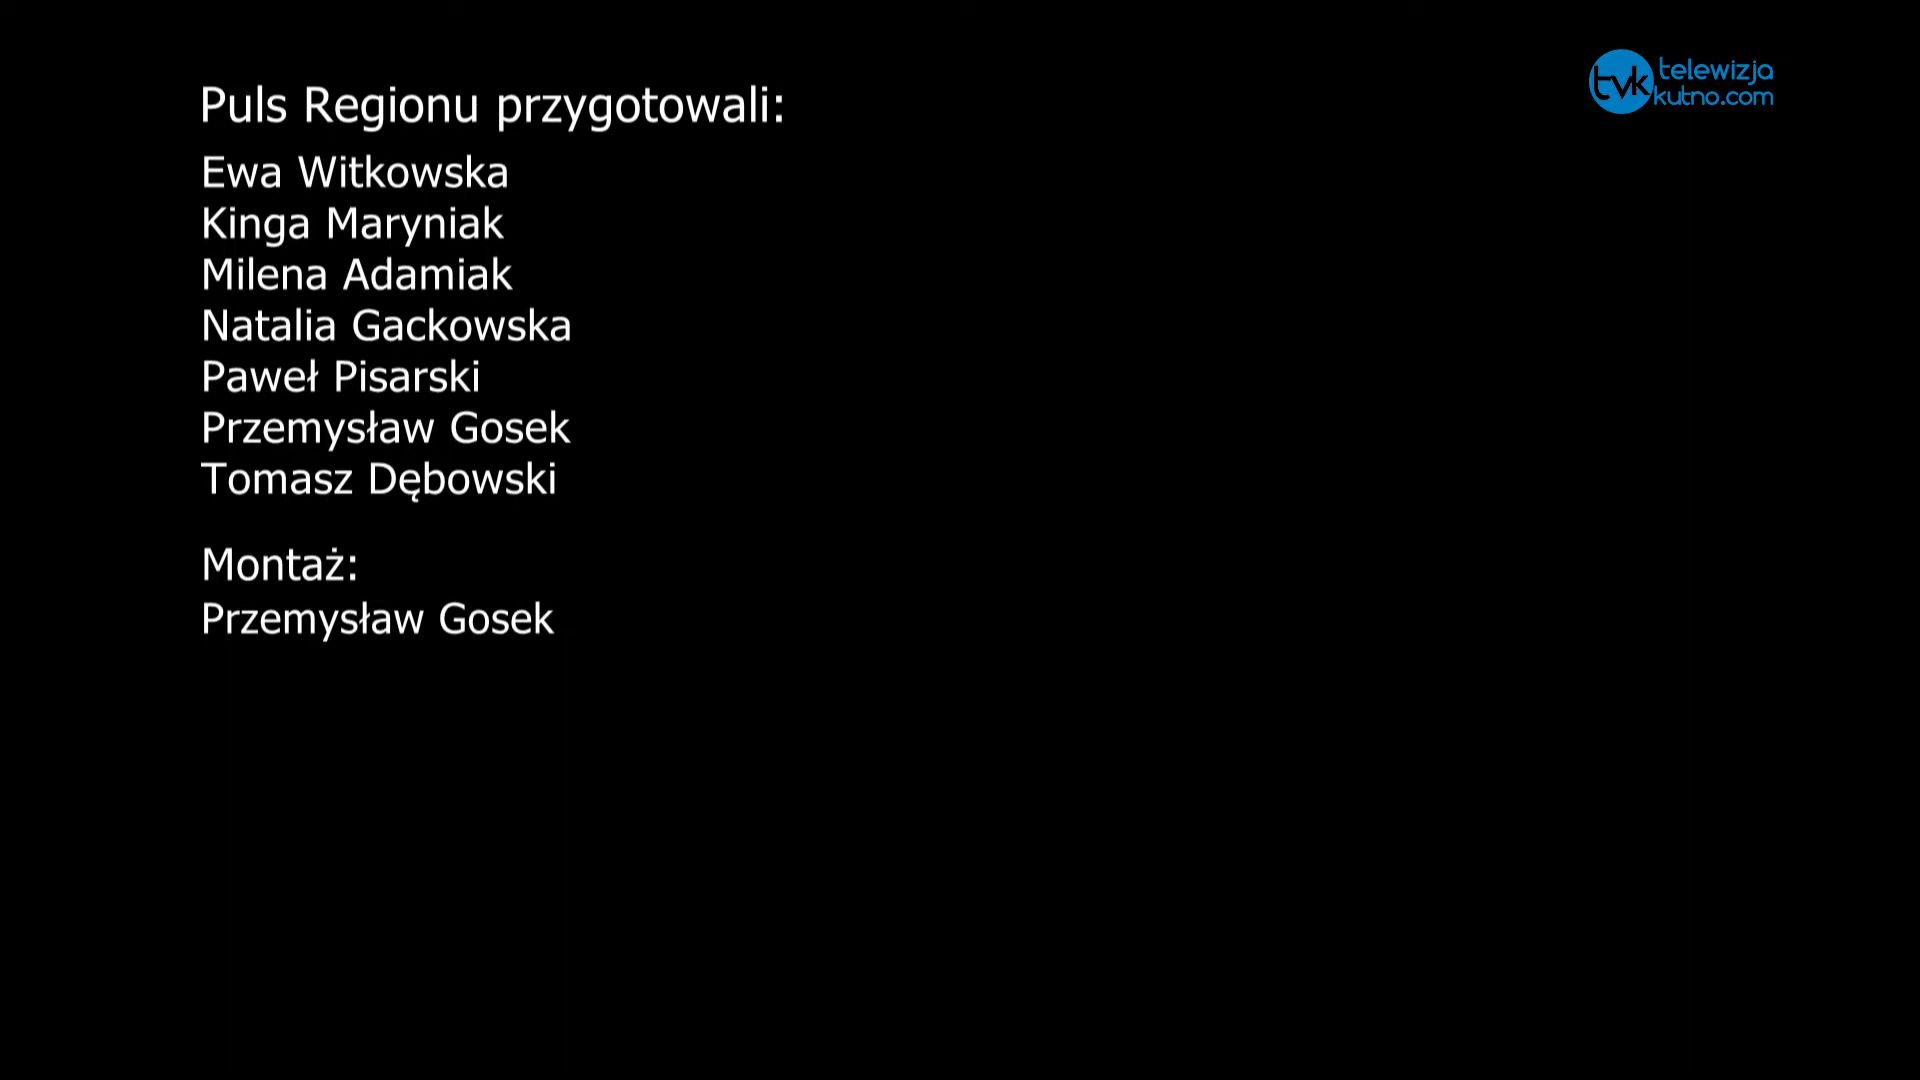 Puls Regionu przygotowali:
Ewa Witkowska
Kinga Maryniak
Milena Adamiak
Natalia Gackowska
Paweł Pisarski
Przemysław Gosek
Tomasz Dębowski
Montaż:
Przemysław Gosek
tvk telewizja
kutno.com